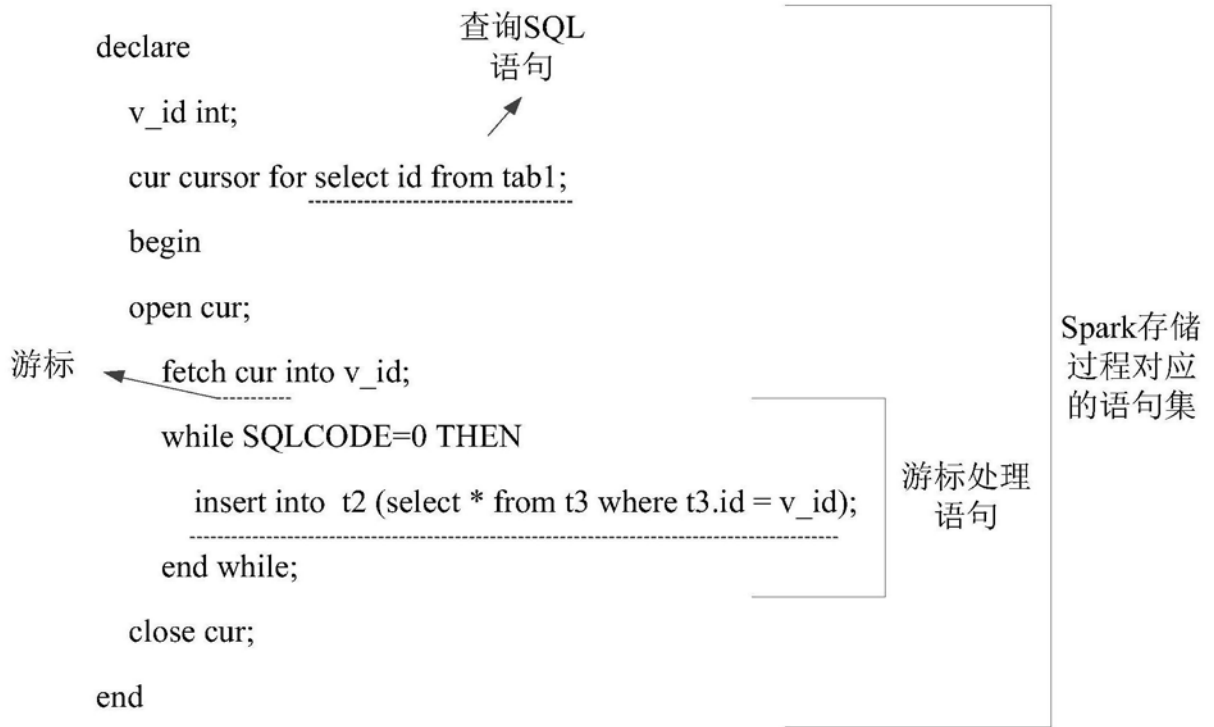 查询SQL
语句
declare
v_id int;
cur cursor for select id from tab1;
begin
open cur;
游标
fetch cur into v_id;
while SQLCODE=0 THEN
insert into t2 (select * from t3 where t3.id = v_id);
end while;
close cur;
end
游标处理
语句
Spark存储
过程对应
的语句集